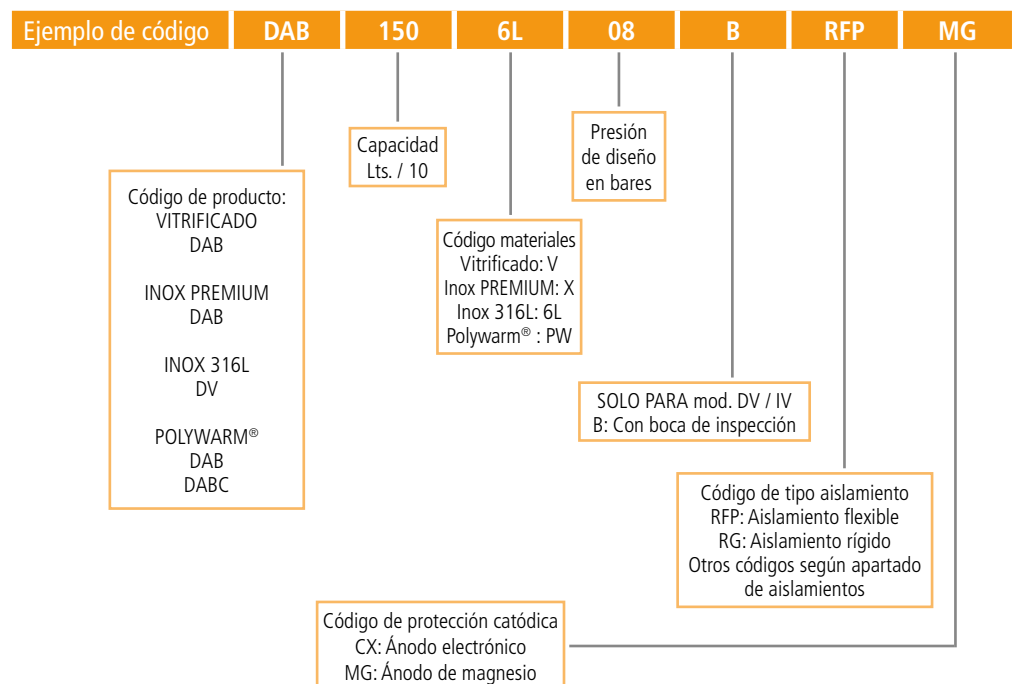 Ejemplo de código DAB 150 6L 08 B RFP MG
Capacidad
Lts. / 10
Presión
de diseño
en bares
Código de producto:
VITRIFICADO
DAB
INOX PREMIUM
DAB
INOX 316L
DV
POLYWARM®
DAB
DABC
Código materiales
Vitrificado: V
Inox PREMIUM: X
Inox 316L: 6L
Polywarm® : PW
SOLO PARA mod. DV / IV
B: Con boca de inspección
Código de tipo aislamiento
RFP: Aislamiento flexible
RG: Aislamiento rígido
Otros códigos según apartado
de aislamientos
Código de protección catódica
CX: Ánodo electrónico
MG: Ánodo de magnesio